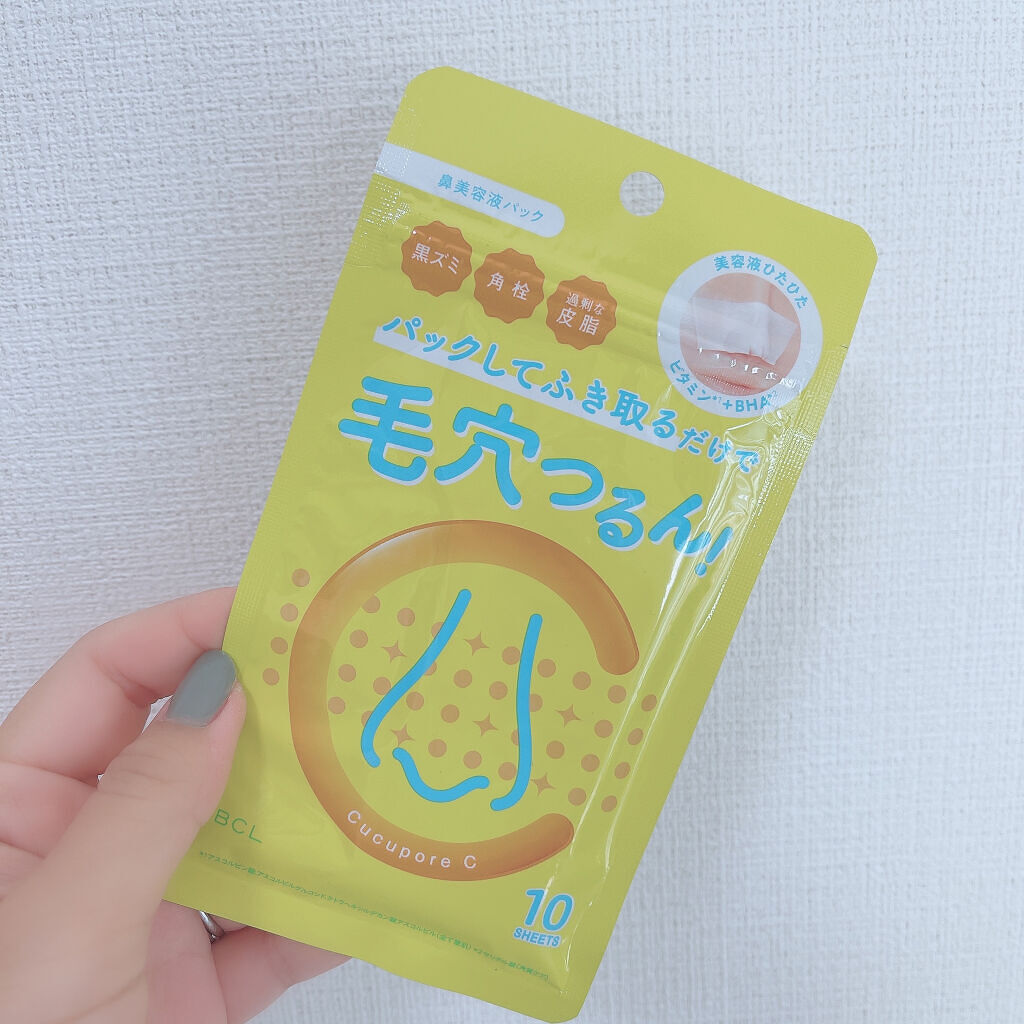 鼻美容液パック
黒ズミ
角栓
過剰な
皮脂
美容液ひたひた
ビタミン*1+BHA*2
パックしてふき取るだけで
毛穴つるん!
Cucupore C
BCL
10
SHEETS